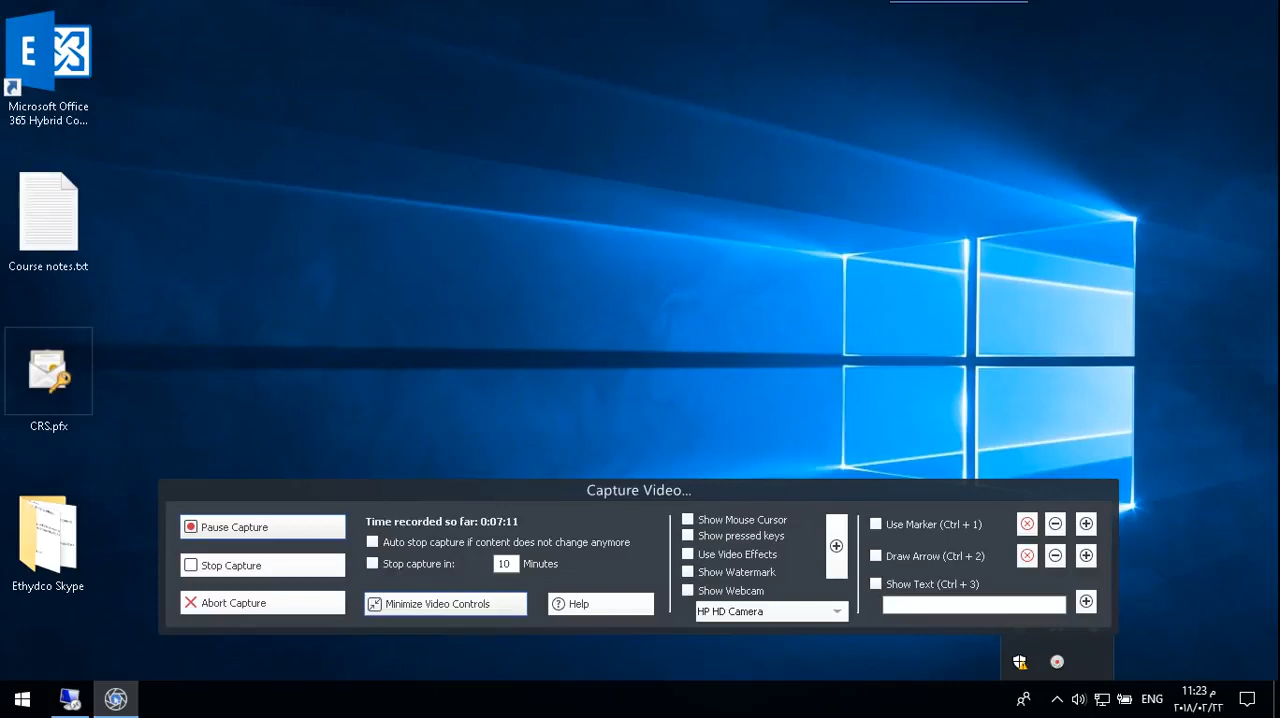 Microsoft Office
365 Hybrid Co...
Course notes.txt
CRS.pfx
Ethydco Skype
Capture Video...
Pause Capture
Stop Capture
Abort Capture
Time recorded so far: 0:07:11
Auto stop capture if content does not change anymore
Stop capture in: 10 Minutes
Minimize Video Controls
Help
Show Mouse Cursor
Show pressed keys
Use Video Effects
Show Watermark
Show Webcam
HP HD Camera
Use Marker (Ctrl + 1)
Draw Arrow (Ctrl + 2)
Show Text (Ctrl + 3)
ENG
11:23 م
٢٠١٨/٠٢/٢٢